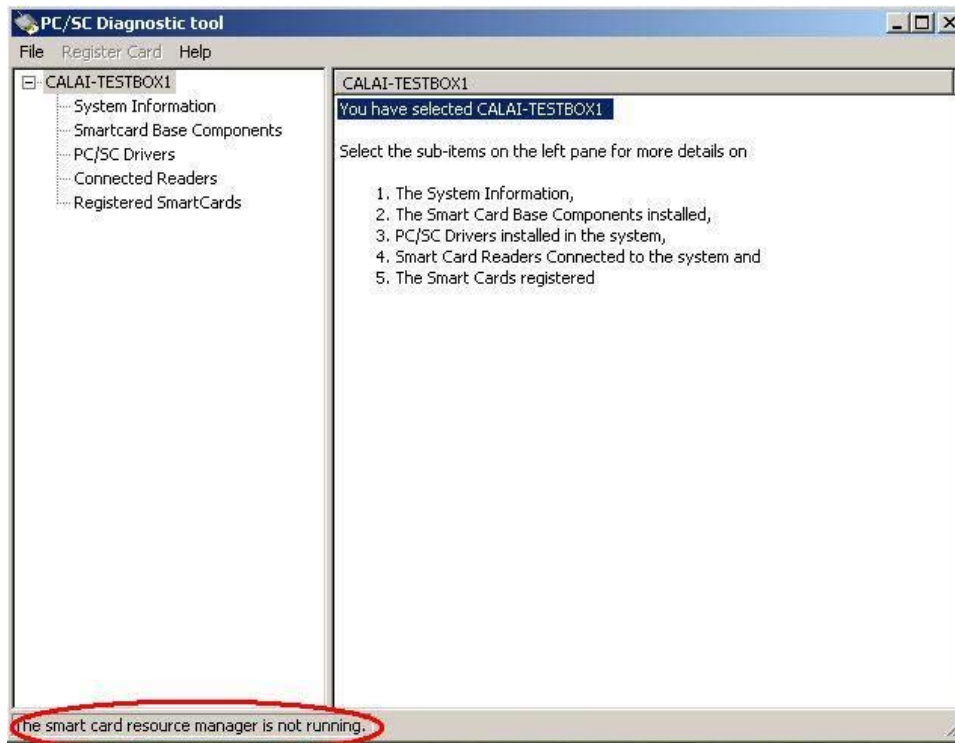 PC/SC Diagnostic tool
File Register Card Help
CALAI-TESTBOX1
System Information
Smartcard Base Components
PC/SC Drivers
Connected Readers
Registered SmartCards
CALAI-TESTBOX1
You have selected CALAI-TESTBOX1
Select the sub-items on the left pane for more details on
1. The System Information,
2. The Smart Card Base Components installed,
3. PC/SC Drivers installed in the system,
4. Smart Card Readers Connected to the system and
5. The Smart Cards registered
The smart card resource manager is not running.